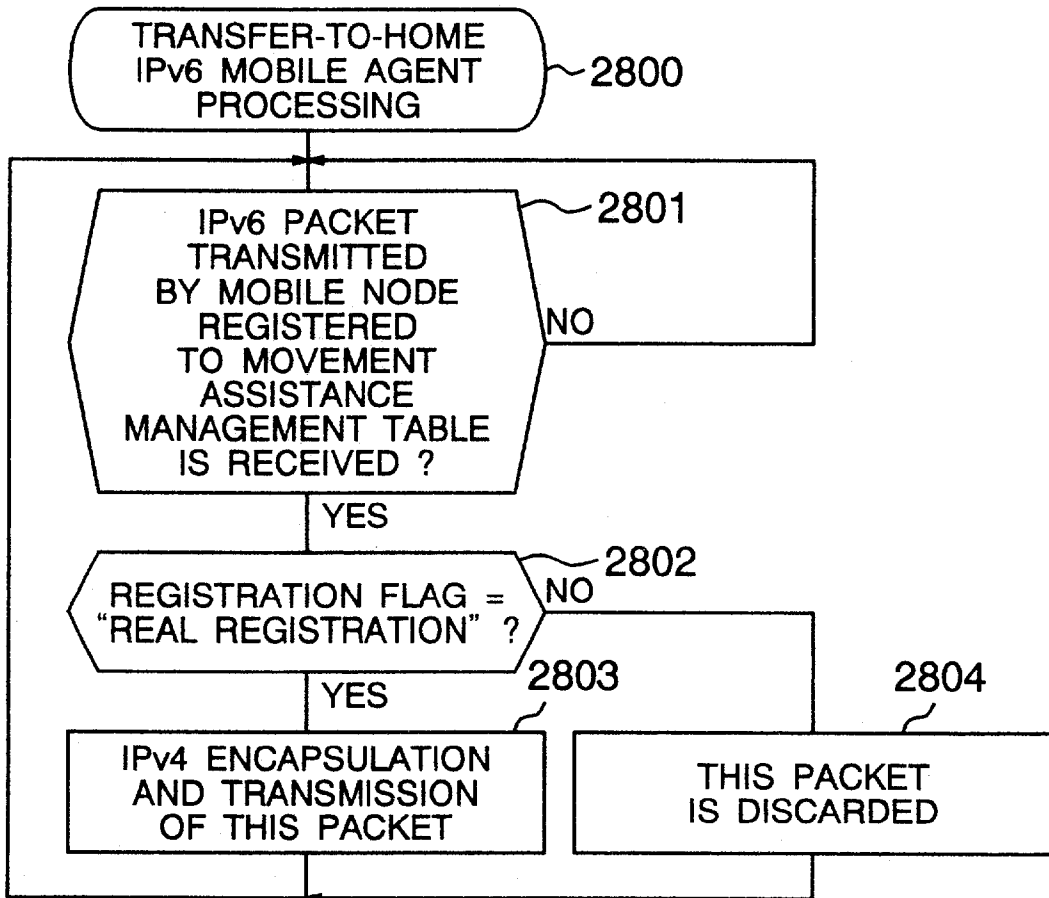 TRANSFER-TO-HOME
IPv6 MOBILE AGENT
PROCESSING
2800
2801
IPv6 PACKET
TRANSMITTED
BY MOBILE NODE
REGISTERED
TO MOVEMENT
ASSISTANCE
MANAGEMENT TABLE
IS RECEIVED ?
NO
YES
2802
REGISTRATION FLAG =
“REAL REGISTRATION” ?
NO
YES
2803
IPv4 ENCAPSULATION
AND TRANSMISSION
OF THIS PACKET
2804
THIS PACKET
IS DISCARDED